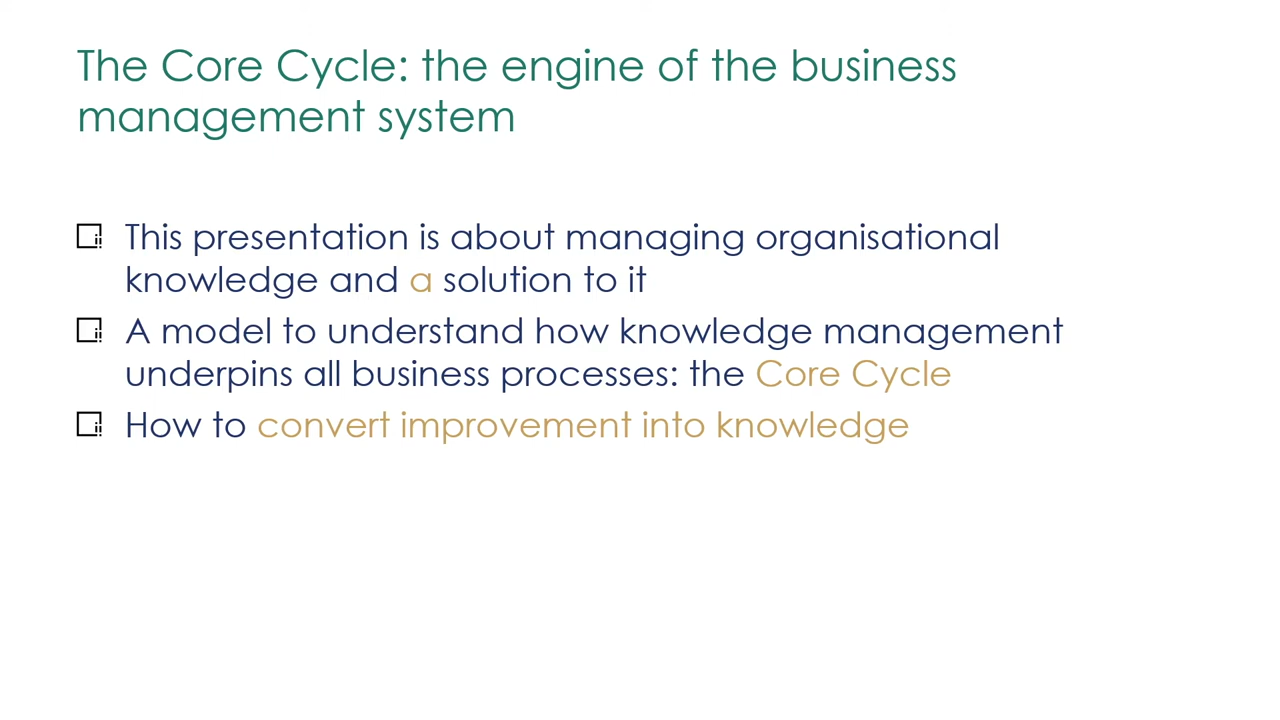 The Core Cycle: the engine of the business
management system
This presentation is about managing organisational
knowledge and a solution to it
A model to understand how knowledge management
underpins all business processes: the Core Cycle
How to convert improvement into knowledge